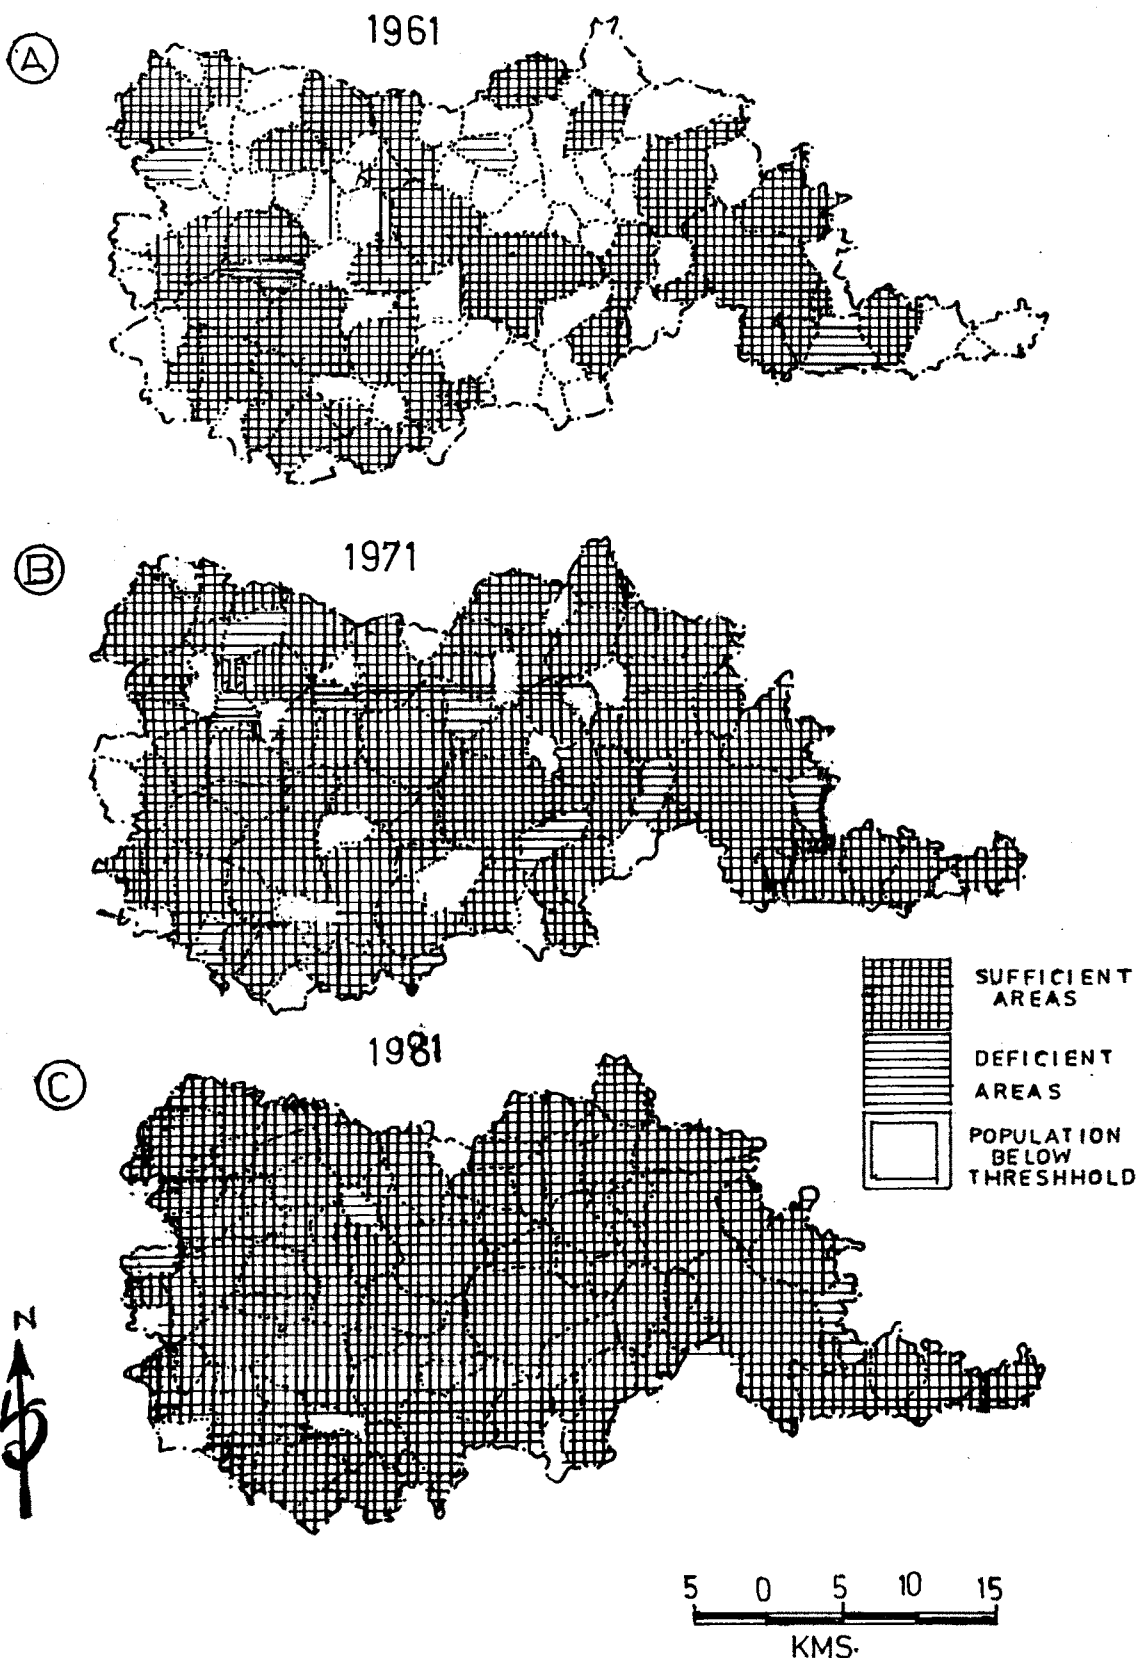 1961
A
1971
B
SUFFICIENT
AREAS
DEFICIENT
AREAS
POPULATION
BELOW
THRESHHOLD
1981
C
N
5 0 5 10 15
KMS.